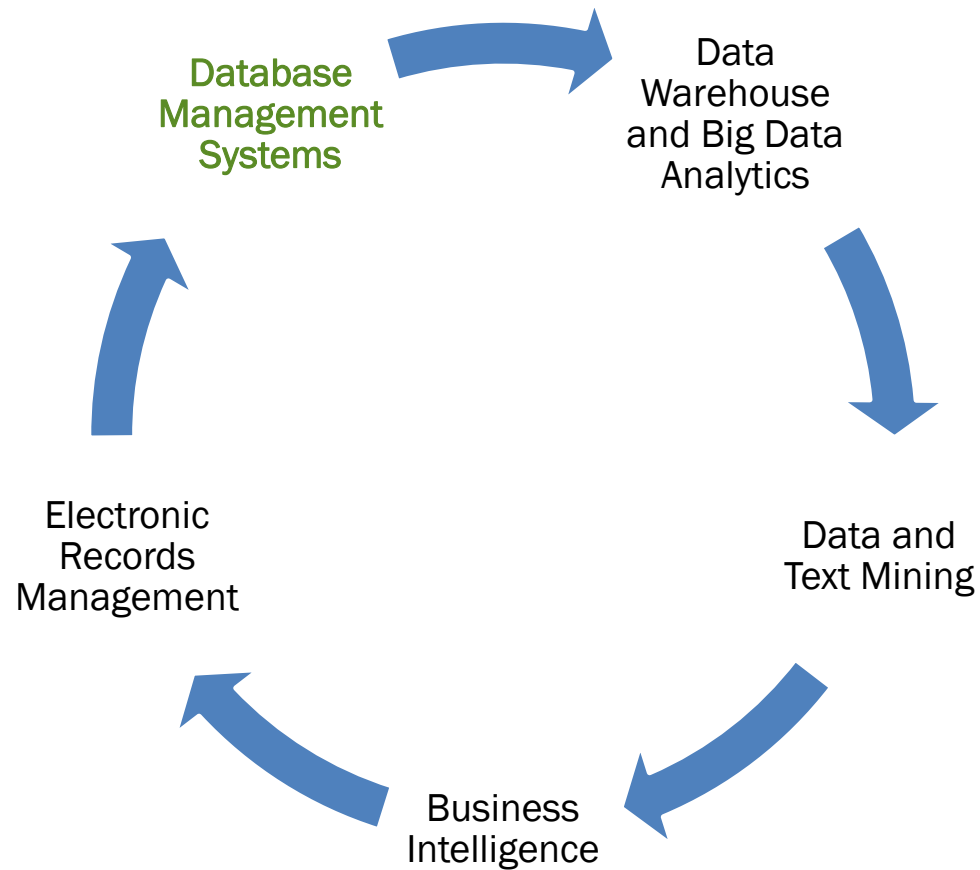 Database
Management
Systems
Data
Warehouse
and Big Data
Analytics
Data and
Text Mining
Business
Intelligence
Electronic
Records
Management